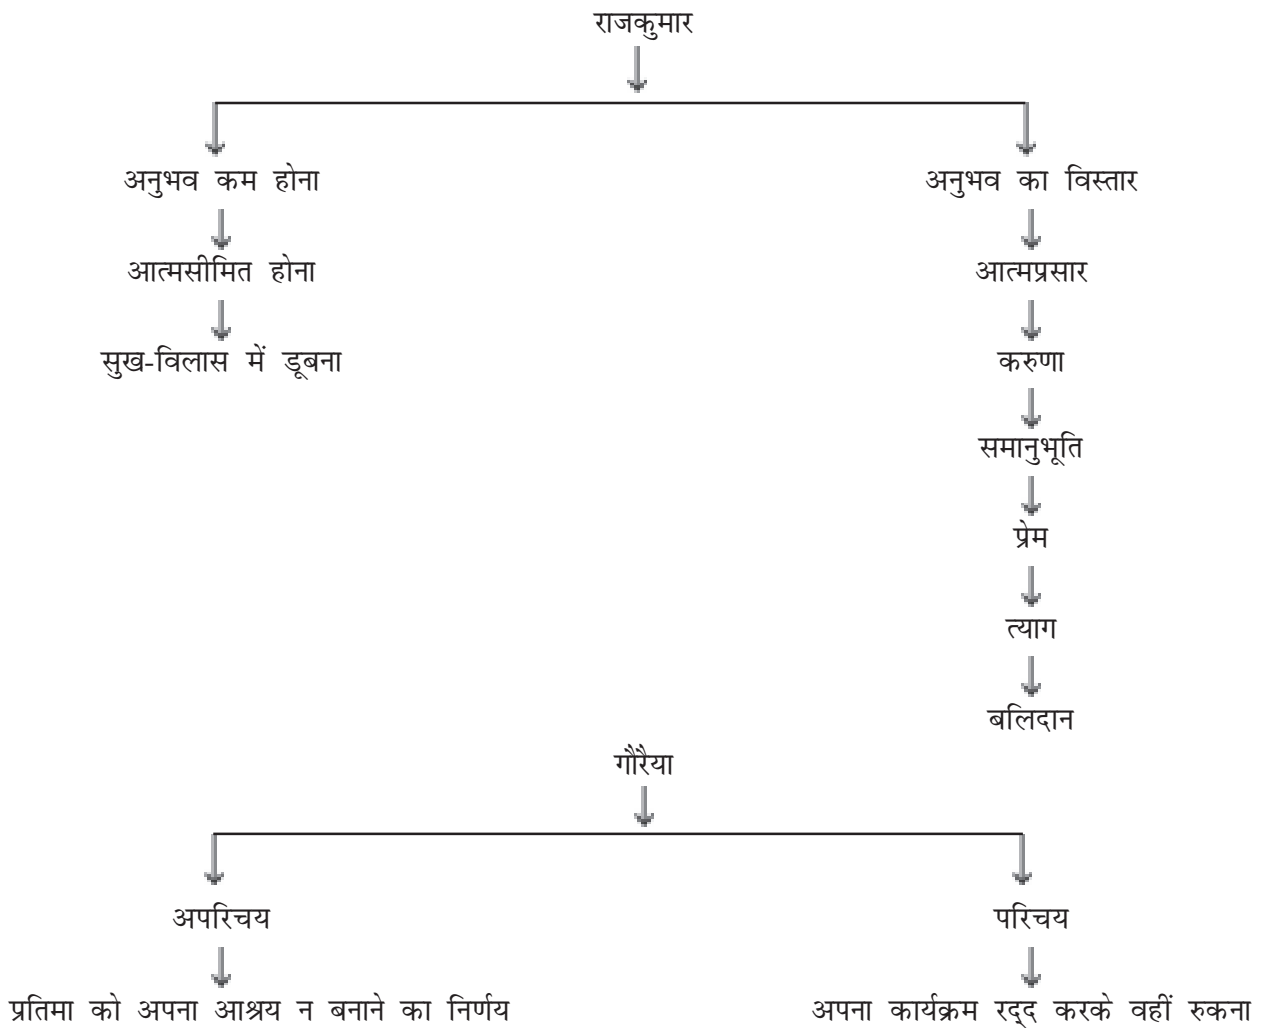 राजकुमार
अनुभव कम होना
अनुभव का विस्तार
आत्मसीमित होना
आत्मप्रसार
सुख-विलास में डूबना
करुणा
समानुभूति
प्रेम
त्याग
बलिदान
गौरैया
अपरिचय
परिचय
प्रतिमा को अपना आश्रय न बनाने का निर्णय
अपना कार्यक्रम रद्द करके वहीं रुकना